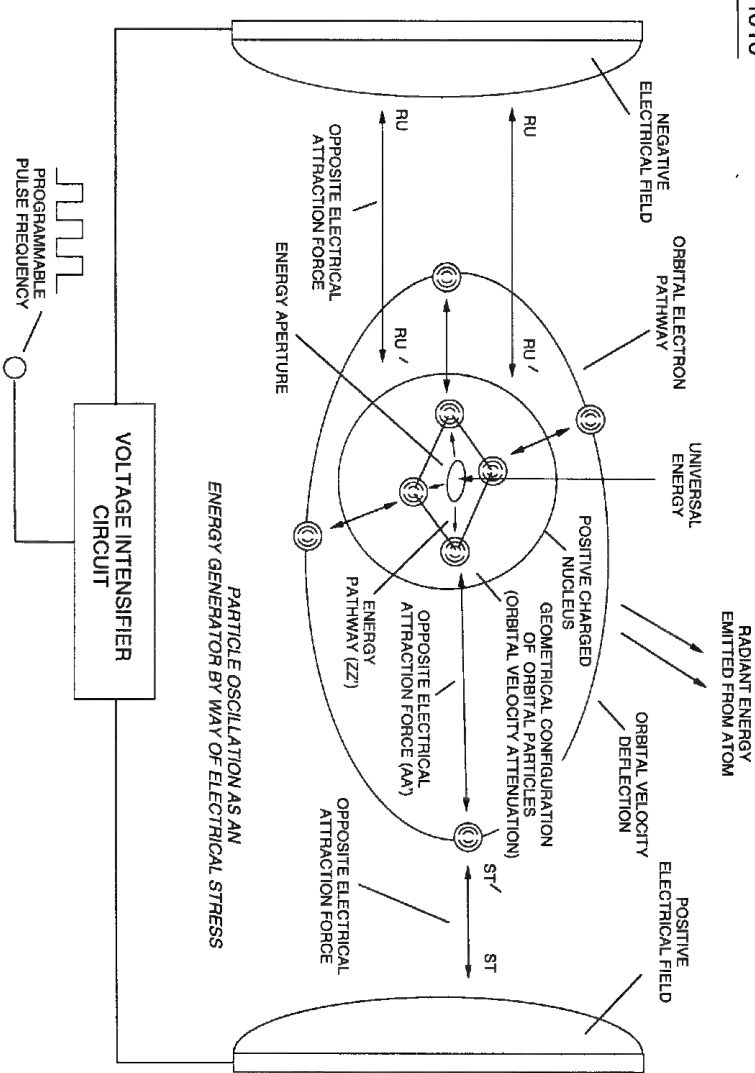 NEGATIVE
ELECTRICAL FIELD
ORBITAL ELECTRON
PATHWAY
UNIVERSAL
ENERGY
POSITIVE CHARGED
NUCLEUS
GEOMETRICAL CONFIGURATION
OF ORBITAL PARTICLES
(ORBITAL VELOCITY ATTENUATION)
RADIANT ENERGY
EMITTED FROM ATOM
ORBITAL VELOCITY
DEFLECTION
POSITIVE
ELECTRICAL FIELD
RU
RU′
RU
RU′
ST′
ST
OPPOSITE ELECTRICAL
ATTRACTION FORCE
ENERGY APERTURE
ENERGY
PATHWAY (ZZ')
OPPOSITE ELECTRICAL
ATTRACTION FORCE (AA')
OPPOSITE ELECTRICAL
ATTRACTION FORCE
PARTICLE OSCILLATION AS AN
ENERGY GENERATOR BY WAY OF ELECTRICAL STRESS
PROGRAMMABLE
PULSE FREQUENCY
VOLTAGE INTENSIFIER
CIRCUIT